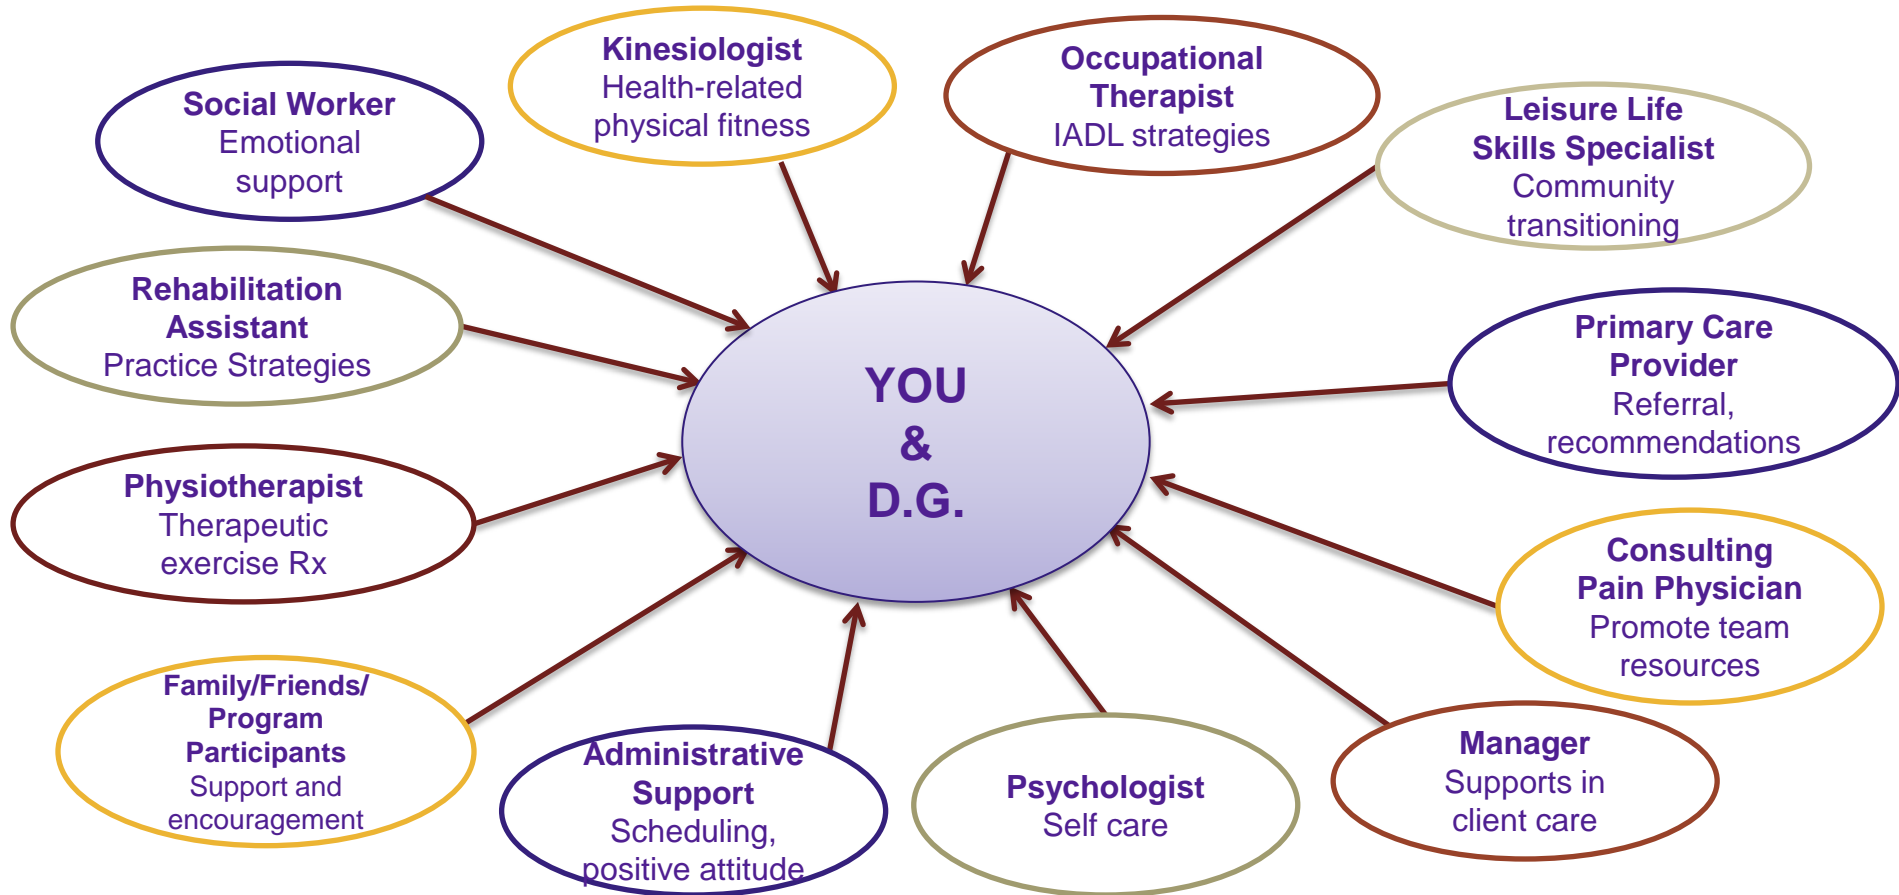 Kinesiologist
Health-related
physical fitness
Occupational
Therapist
IADL strategies
Social Worker
Emotional
support
Leisure Life
Skills Specialist
Community
transitioning
Rehabilitation
Assistant
Practice Strategies
Primary Care
Provider
Referral,
recommendations
YOU
&
D.G.
Physiotherapist
Therapeutic
exercise Rx
Consulting
Pain Physician
Promote team
resources
Family/Friends/
Program
Participants
Support and
encouragement
Administrative
Support
Scheduling,
positive attitude
Psychologist
Self care
Manager
Supports in
client care